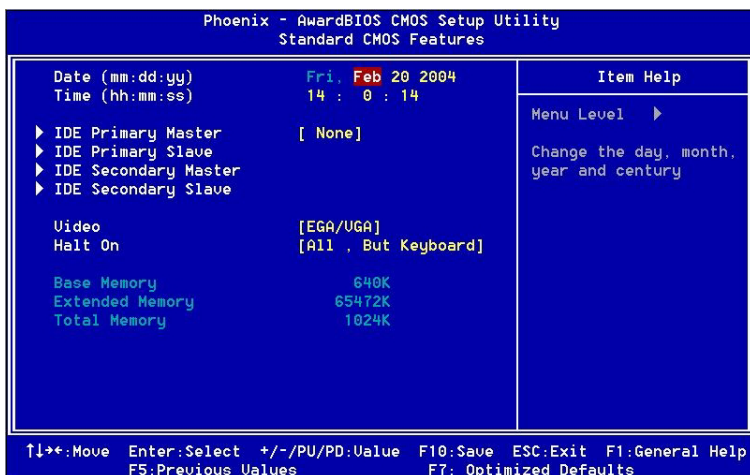 Phoenix - AwardBIOS CMOS Setup Utility
Standard CMOS Features
Date (mm:dd:yy) Fri, Feb 20 2004
Time (hh:mm:ss) 14 : 0 : 14
IDE Primary Master [ None]
IDE Primary Slave
IDE Secondary Master
IDE Secondary Slave
Video [EGA/VGA]
Halt On [All , But Keyboard]
Base Memory 640K
Extended Memory 65472K
Total Memory 1024K
Item Help
Menu Level
Change the day, month,
year and century
↑↓→←:Move Enter:Select +/-/PU/PD:Value F10:Save ESC:Exit F1:General Help
F5:Previous Values F7: Optimized Defaults